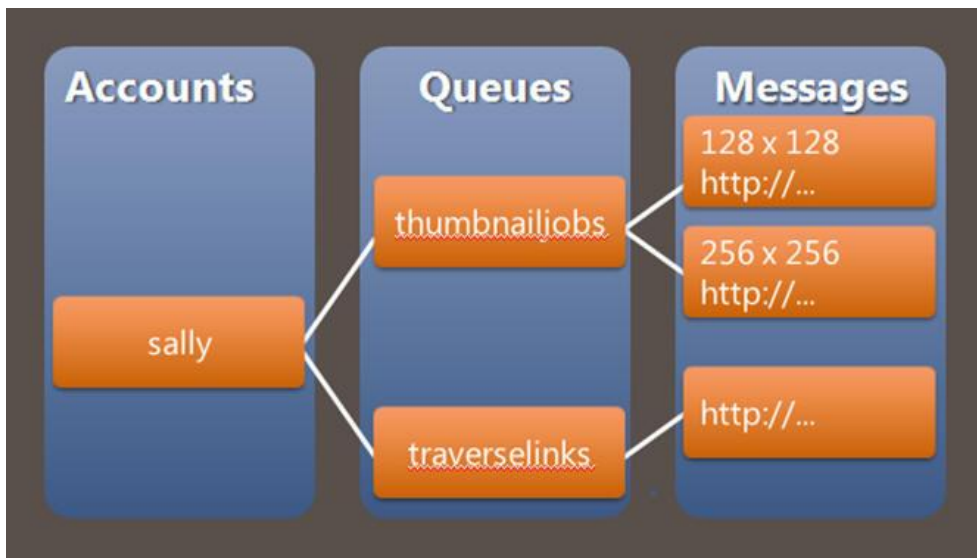 Accounts
Queues
Messages
sally
thumbnailjobs
traverselinks
128 x 128
http://...
256 x 256
http://...
http://...